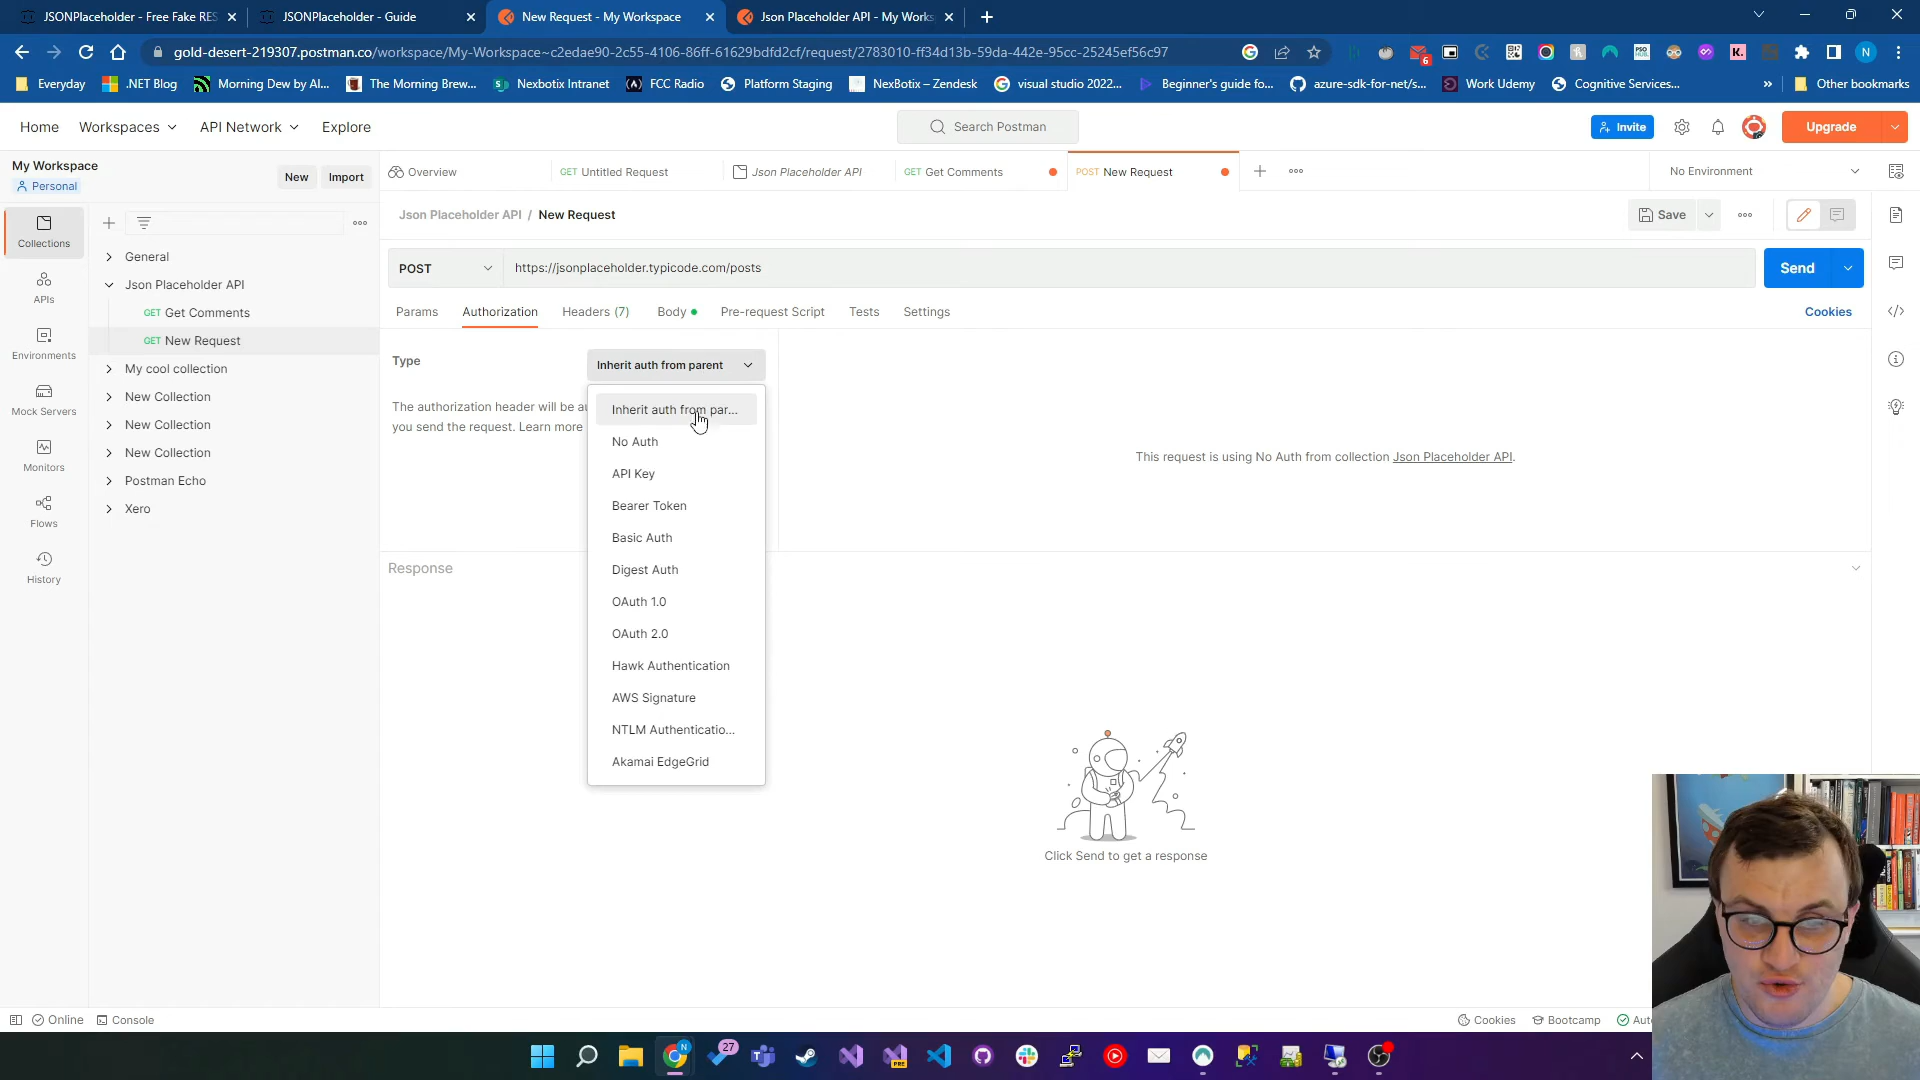 JSONPlaceholder - Free Fake RES
JSONPlaceholder - Guide
New Request - My Workspace
Json Placeholder API - My Works
gold-desert-219307.postman.co/workspace/My-Workspace~c2edae90-2c55-4106-86ff-61629bdfd2cf/request/2783010-ff34d13b-59da-442e-95cc-25245ef56c97
6
K.
N
Everyday
.NET Blog
Morning Dew by Al...
The Morning Brew...
Nexbotix Intranet
FCC Radio
Platform Staging
NexBotix – Zendesk
visual studio 2022...
Beginner's guide fo...
azure-sdk-for-net/s...
Work Udemy
Cognitive Services...
»
Other bookmarks
Home
Workspaces
API Network
Explore
Search Postman
Invite
Upgrade
My Workspace
Personal
New
Import
Overview
GET Untitled Request
Json Placeholder API
GET Get Comments
POST New Request
No Environment
Collections
APIs
Environments
Mock Servers
Monitors
Flows
History
General
Json Placeholder API
GET Get Comments
GET New Request
My cool collection
New Collection
New Collection
New Collection
Postman Echo
Xero
Json Placeholder API / New Request
Save
POST
https://jsonplaceholder.typicode.com/posts
Send
Params
Authorization
Headers (7)
Body
Pre-request Script
Tests
Settings
Cookies
Type
Inherit auth from parent
The authorization header will be au
you send the request. Learn more
Inherit auth from par...
No Auth
API Key
Bearer Token
Basic Auth
Digest Auth
OAuth 1.0
OAuth 2.0
Hawk Authentication
AWS Signature
NTLM Authenticatio...
Akamai EdgeGrid
This request is using No Auth from collection Json Placeholder API.
Response
Click Send to get a response
Online
Console
Cookies
Bootcamp
Aut
N
27